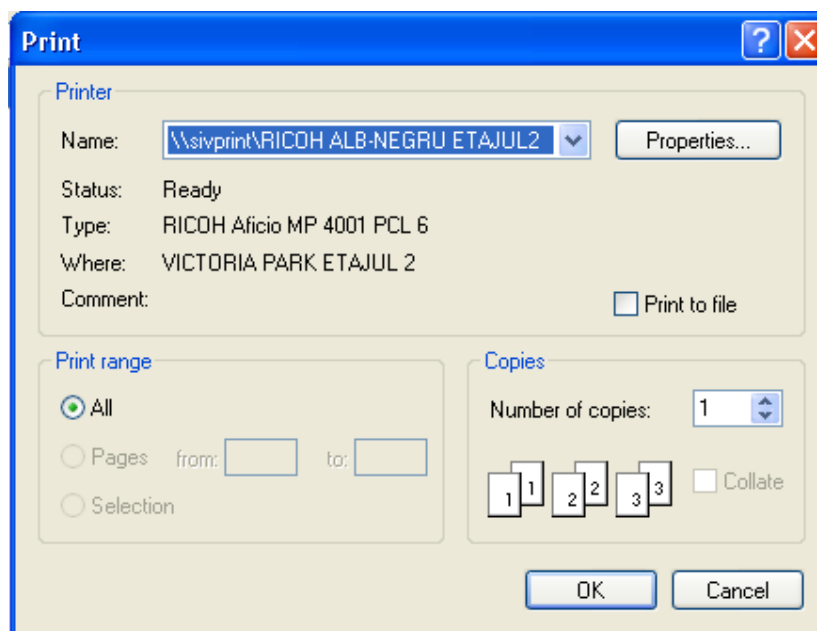 Print
Printer
Name: \\sivprint\RICOH ALB-NEGRU ETAJUL2 Properties...
Status: Ready
Type: RICOH Aficio MP 4001 PCL 6
Where: VICTORIA PARK ETAJUL 2
Comment: Print to file
Print range
All
Pages from: to:
Selection
Copies
Number of copies: 1
1 1 2 2 3 3 Collate
OK Cancel